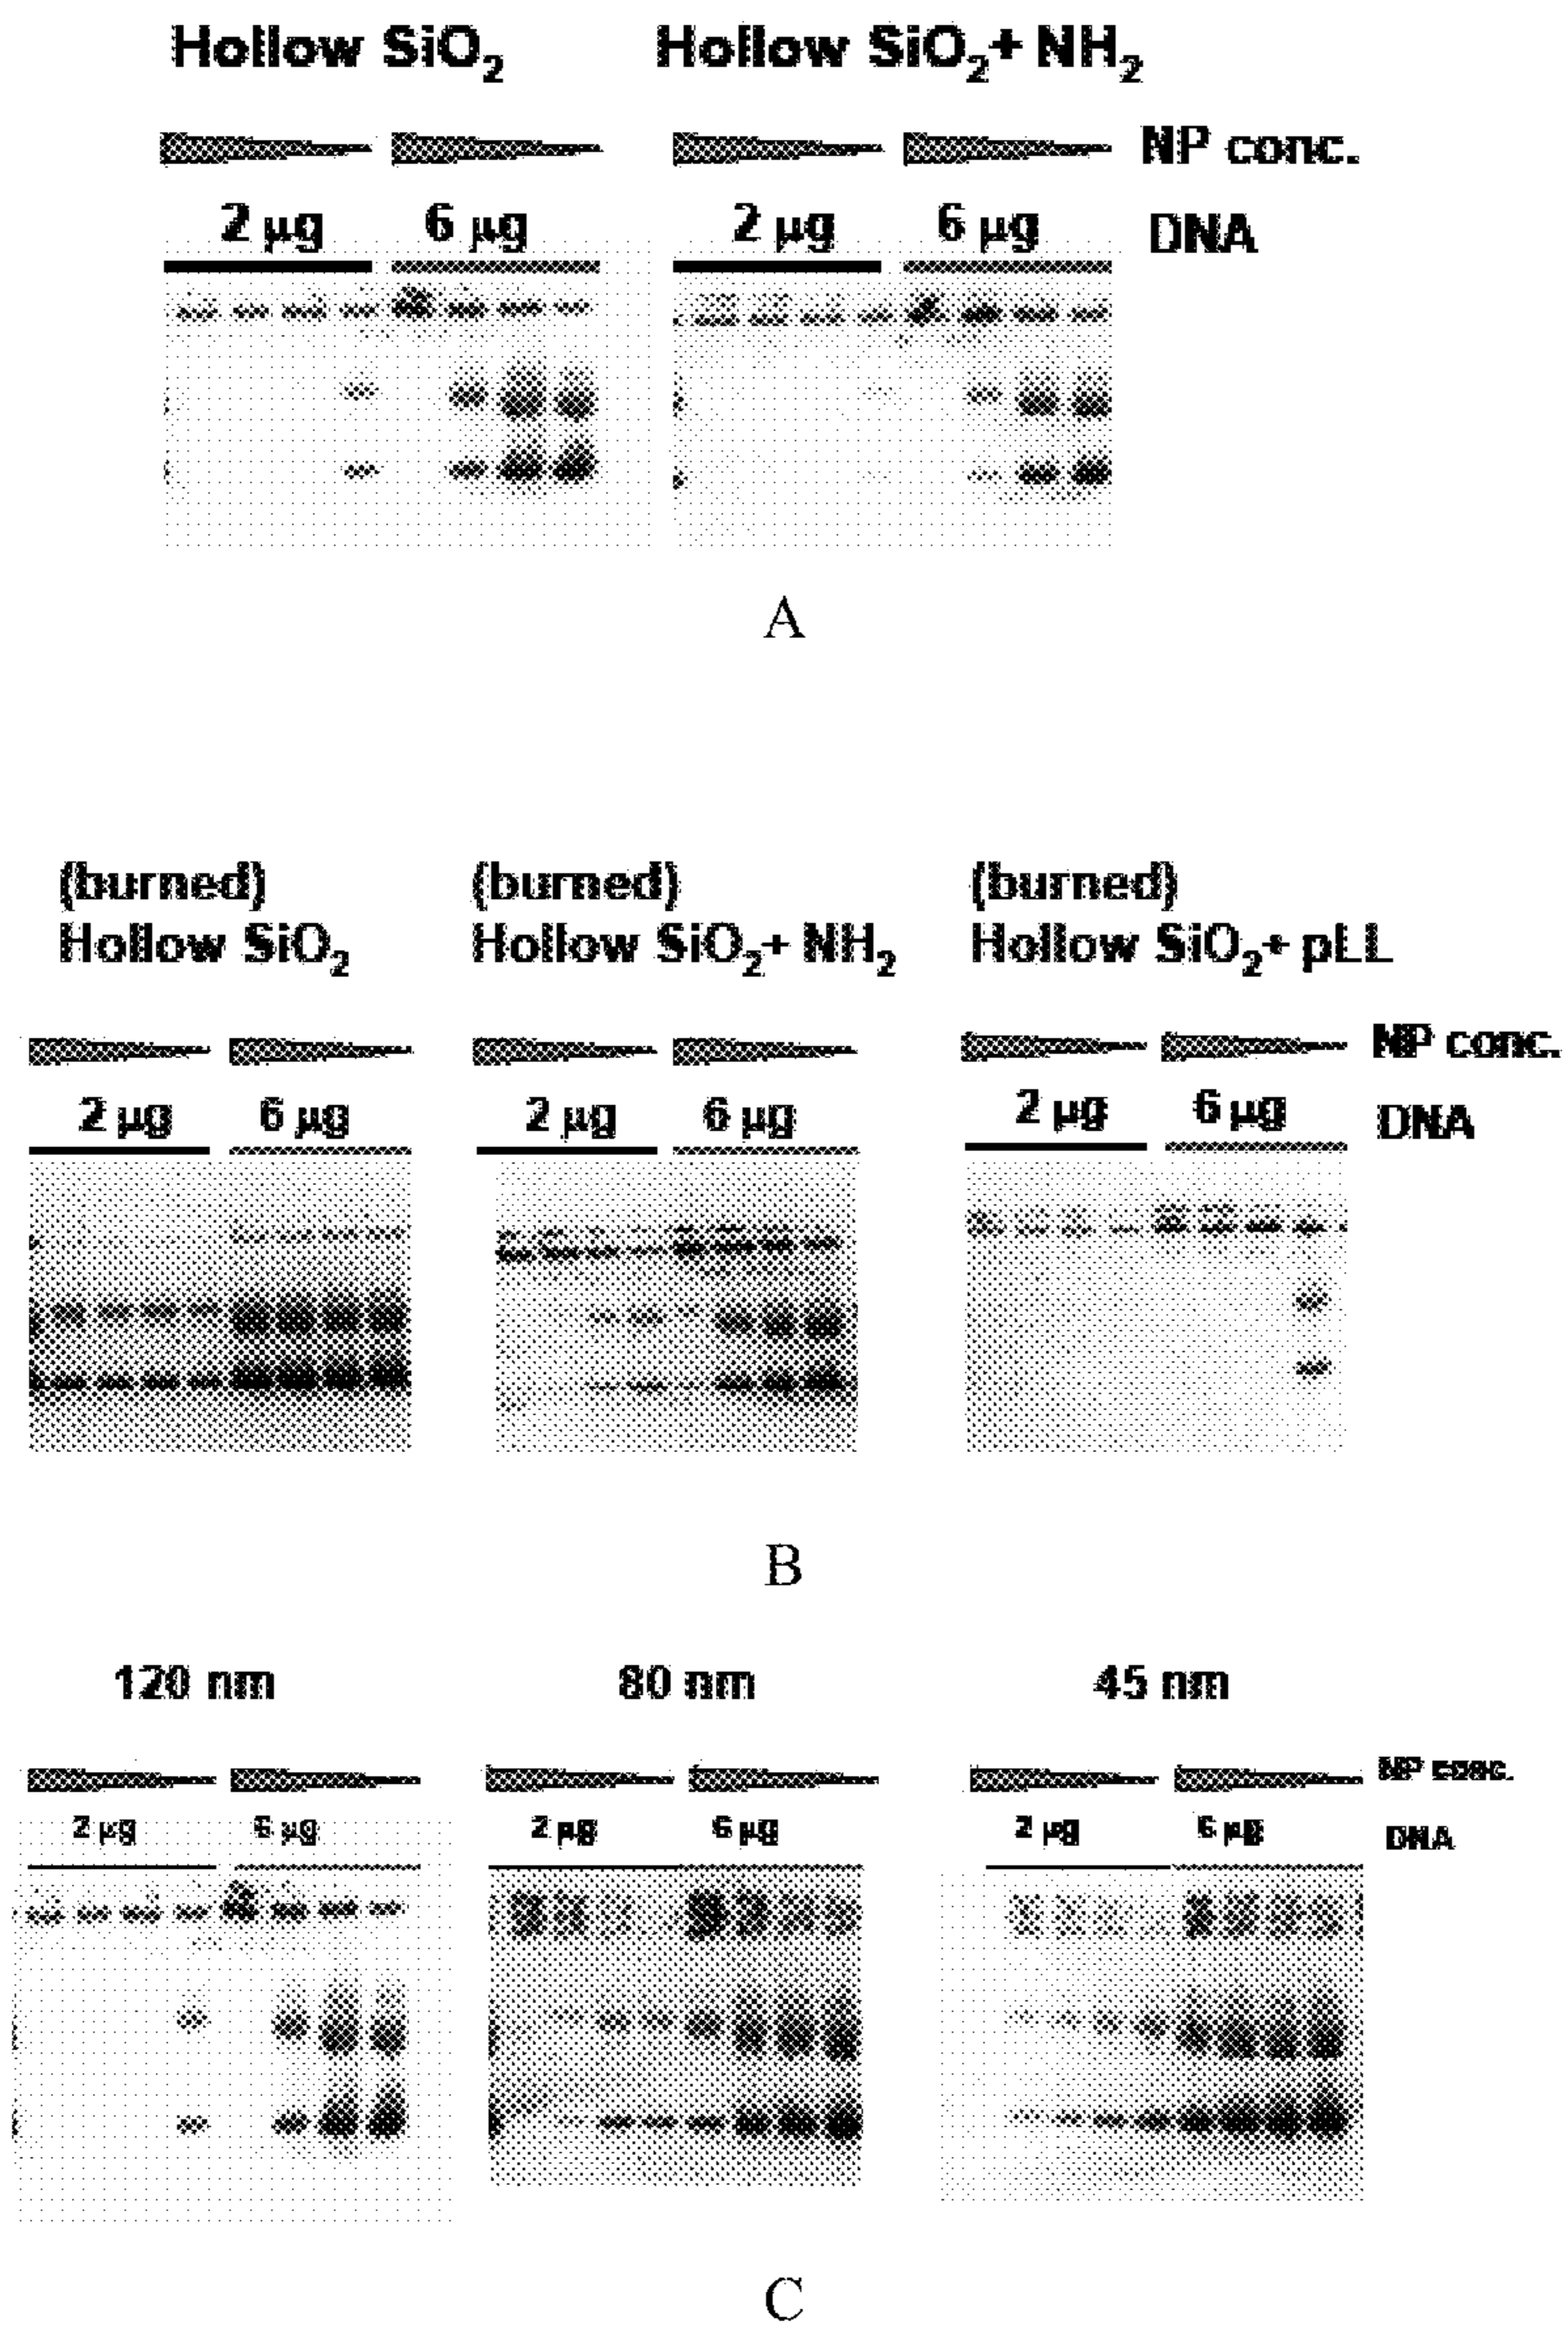 Hollow SiO₂ Hollow SiO₂+ NH₂
NP conc.
2 µg 6 µg 2 µg 6 µg DNA
A
(burned) (burned) (burned)
Hollow SiO₂ Hollow SiO₂+ NH₂ Hollow SiO₂+ pLL
NP conc.
2 µg 6 µg 2 µg 6 µg 2 µg 6 µg DNA
B
120 nm 80 nm 45 nm
NP conc.
2 µg 6 µg 2 µg 6 µg 2 µg 6 µg DNA
C